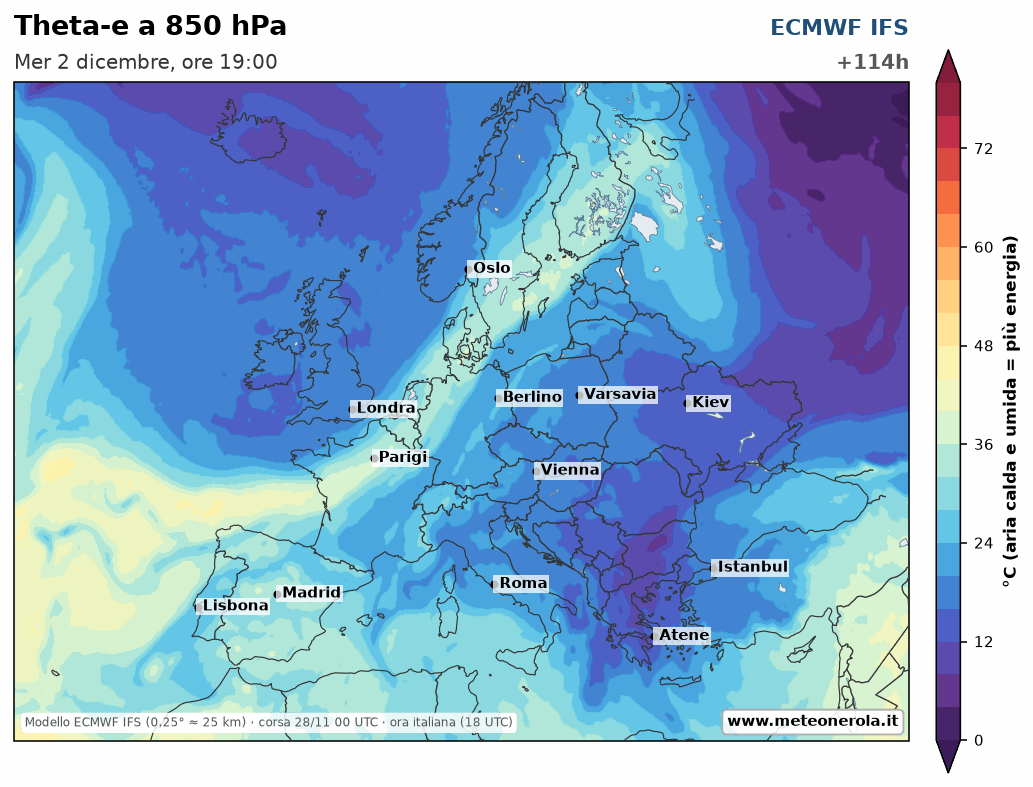 Theta-e a 850 hPa
ECMWF IFS
Mer 2 dicembre, ore 19:00
+114h
Oslo
Londra
Berlino
Varsavia
Kiev
Parigi
Vienna
Istanbul
Roma
Madrid
Lisbona
Atene
Modello ECMWF IFS (0,25° ≈ 25 km) · corsa 28/11 00 UTC · ora italiana (18 UTC)
www.meteonerola.it
72
60
48
36
24
12
0
°C (aria calda e umida = più energia)